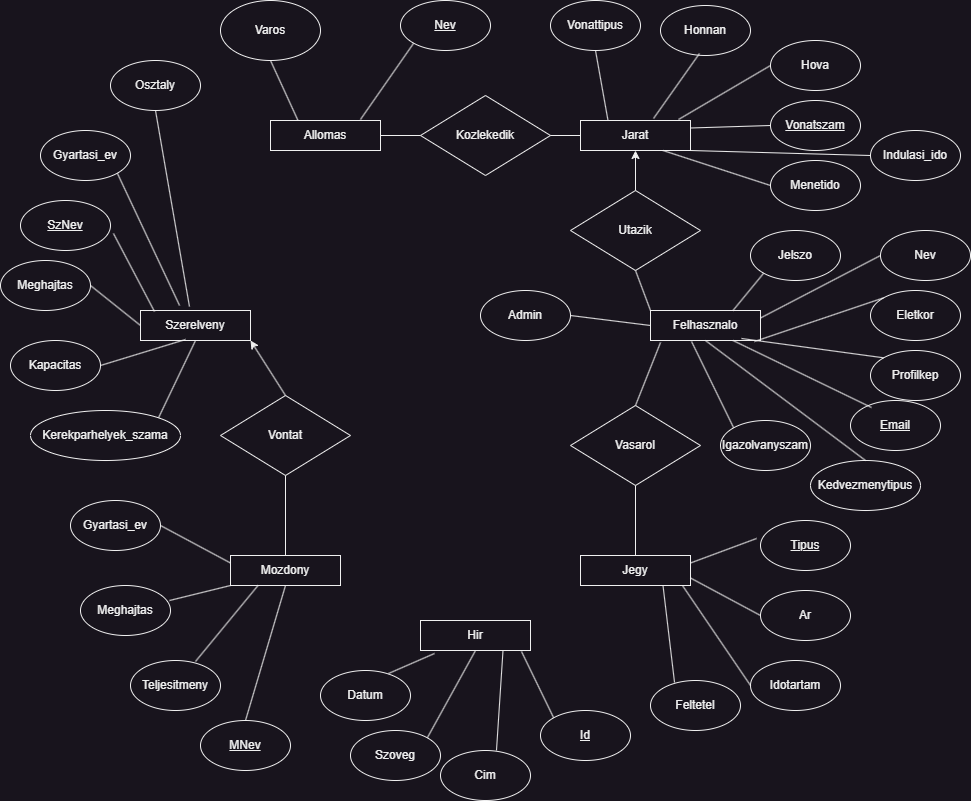 Varos
Nev
Vonattipus
Honnan
Hova
Osztaly
Allomas
Kozlekedik
Jarat
Vonatszam
Gyartasi_ev
Indulasi_ido
Menetido
SzNev
Utazik
Jelszo
Nev
Meghajtas
Szerelveny
Admin
Felhasznalo
Eletkor
Kapacitas
Profilkep
Kerekparhelyek_szama
Vontat
Vasarol
Igazolvanyszam
Email
Kedvezmenytipus
Gyartasi_ev
Tipus
Mozdony
Jegy
Meghajtas
Ar
Hir
Teljesitmeny
Datum
Feltetel
Idotartam
MNev
Szoveg
Cim
Id